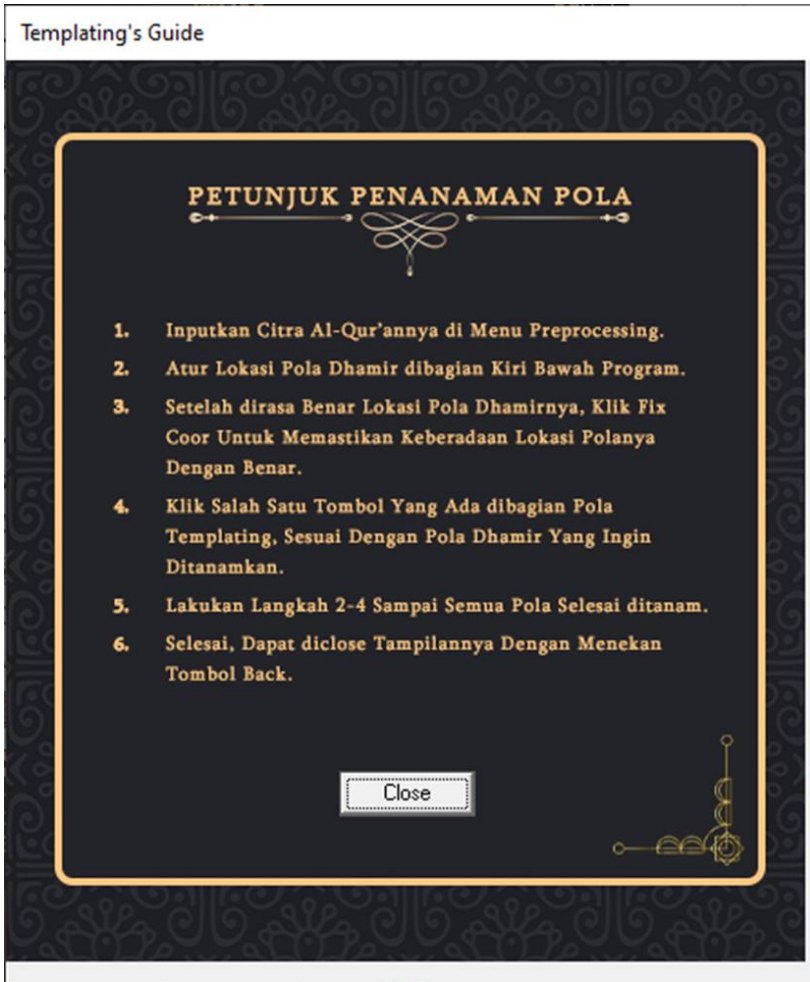 Templating's Guide
PETUNJUK PENANAMAN POLA
1. Inputkan Citra Al-Qur'annya di Menu Preprocessing.
2. Atur Lokasi Pola Dhamir dibagian Kiri Bawah Program.
3. Setelah dirasa Benar Lokasi Pola Dhamirnya, Klik Fix
Coor Untuk Memastikan Keberadaan Lokasi Polanya
Dengan Benar.
4. Klik Salah Satu Tombol Yang Ada dibagian Pola
Templating, Sesuai Dengan Pola Dhamir Yang Ingin
Ditanamkan.
5. Lakukan Langkah 2-4 Sampai Semua Pola Selesai ditanam.
6. Selesai, Dapat diclose Tampilannya Dengan Menekan
Tombol Back.
Close